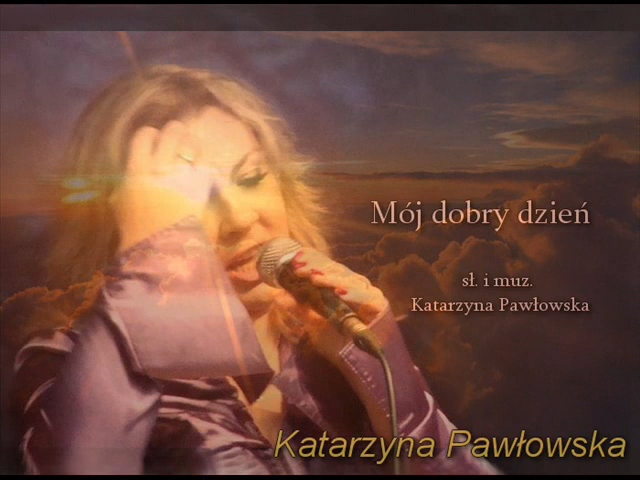 Mój dobry dzień
sł. i muz.
Katarzyna Pawłowska
Katarzyna Pawłowska